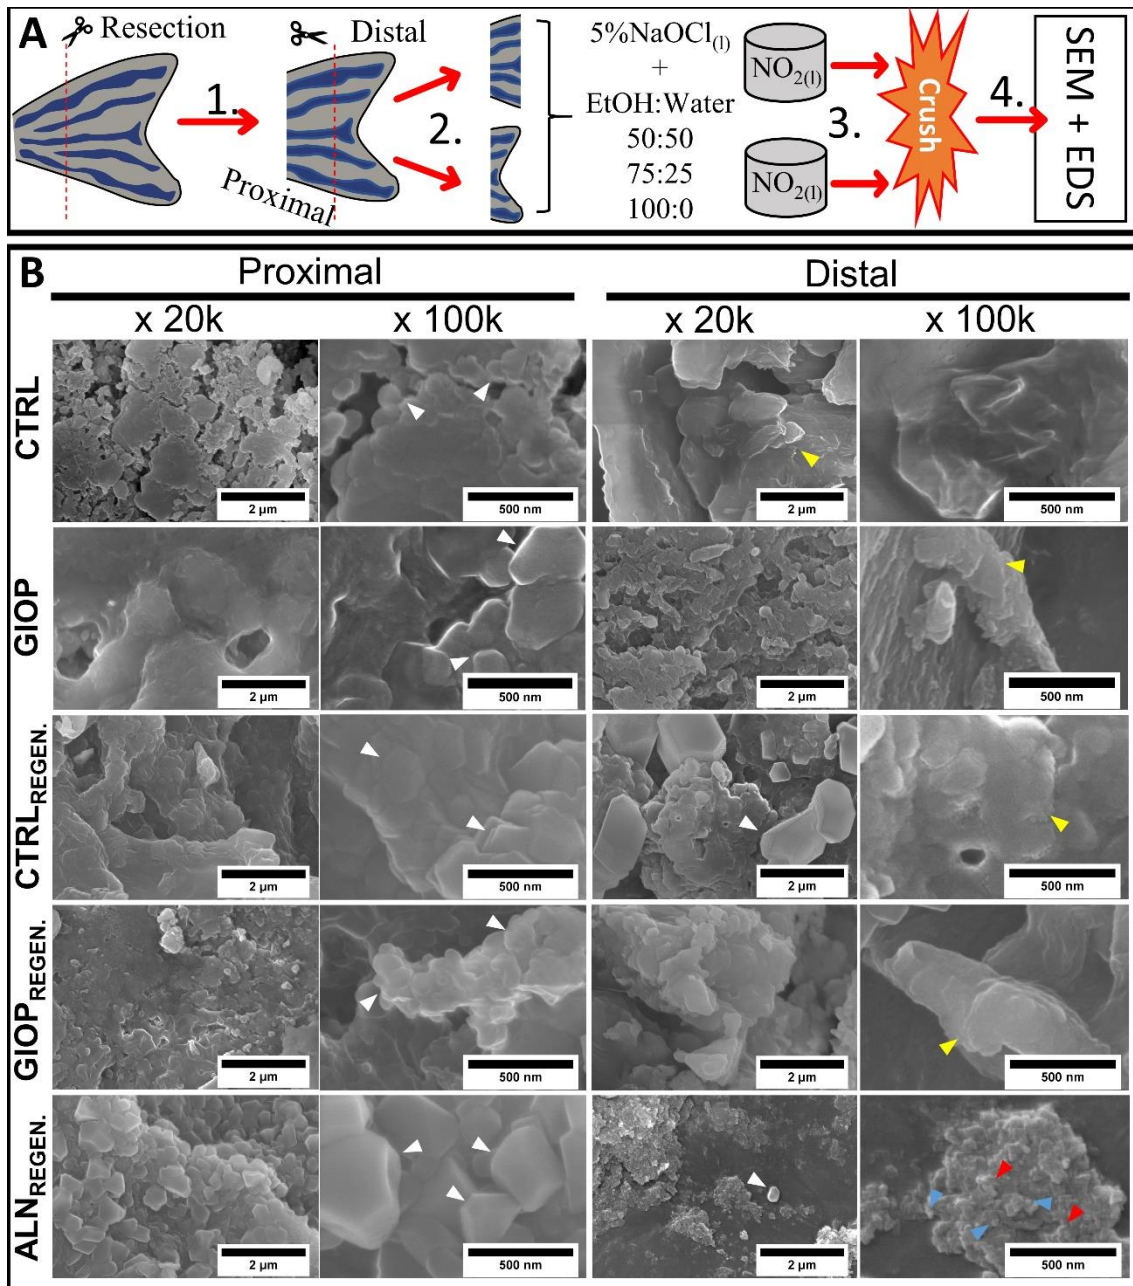 A
Resection
Distal
Proximal
1.
2.
5%NaOCl(l)
+
EtOH:Water
50:50
75:25
100:0
NO2(l)
NO2(l)
3.
Crush
4.
SEM + EDS
B
Proximal
Distal
x 20k
x 100k
x 20k
x 100k
CTRL
2 µm
500 nm
2 µm
500 nm
GIOP
2 µm
500 nm
2 µm
500 nm
CTRLREGEN.
2 µm
500 nm
2 µm
500 nm
GIOPREGEN.
2 µm
500 nm
2 µm
500 nm
ALNREGEN.
2 µm
500 nm
2 µm
500 nm